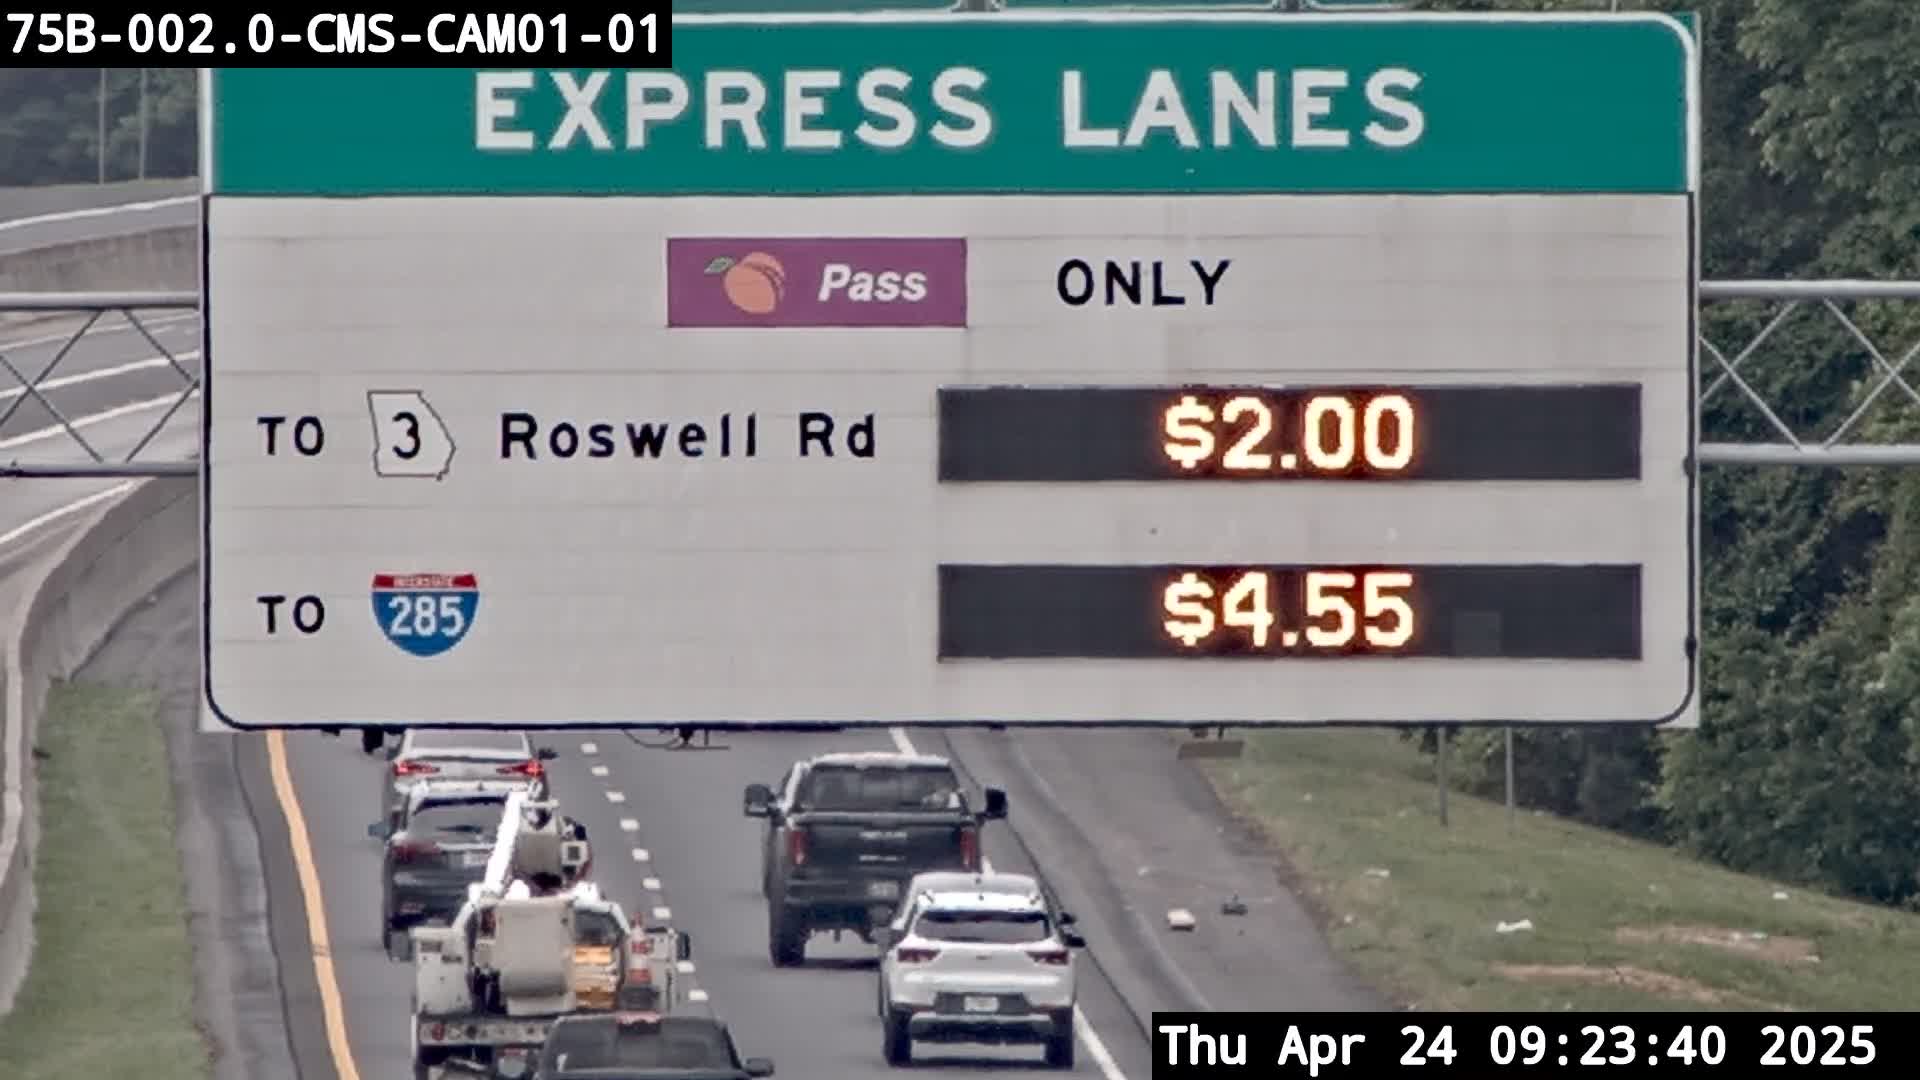 75B-002.0-CMS-CAM01-01
EXPRESS LANES
Pass ONLY
TO 3 Roswell Rd $2.00
INTERSTATE
TO 285 $4.55
Thu Apr 24 09:23:40 2025